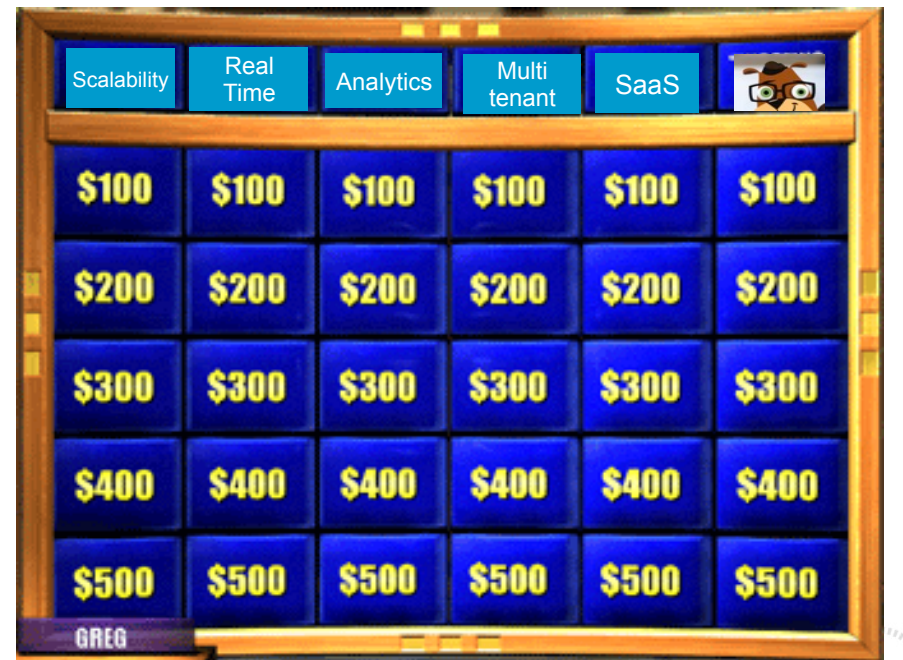 Scalability
Real
Time
Analytics
Multi
tenant
SaaS
$100 $100 $100 $100 $100 $100
$200 $200 $200 $200 $200 $200
$300 $300 $300 $300 $300 $300
$400 $400 $400 $400 $400 $400
$500 $500 $500 $500 $500 $500
GREG